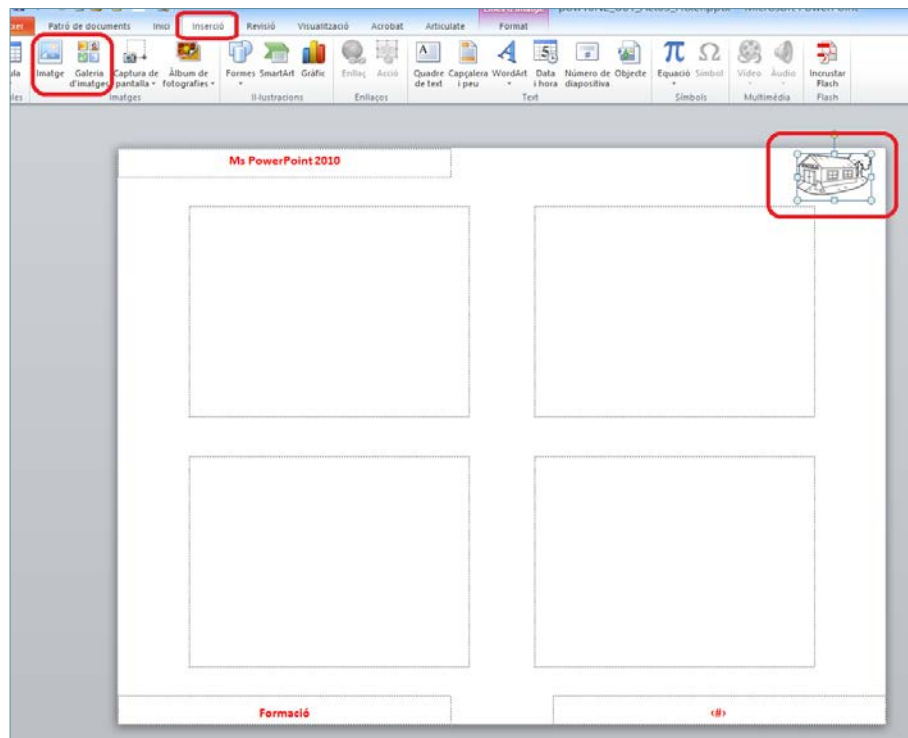 Patró de documents Inici Inserció Revisió Visualització Acrobat Articulate Format
Imatge Galeria d'imatges Captura de pantalla Àlbum de fotografies Formes SmartArt Gràfic Enllaç Acció Quadre de text Capçalera i peu WordArt Data i hora Número de diapositiva Objecte Equació Símbol Vídeo Àudio Incrustar Flash
Imatges Il·lustracions Enllaços Text Símbols Multimèdia Flash
Ms PowerPoint 2010
Formació ‹#›